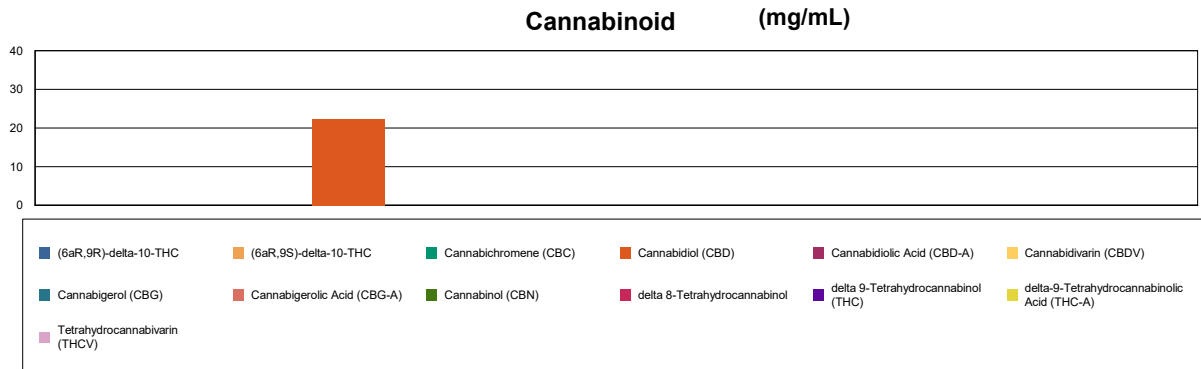 Cannabinoid (mg/mL)
40
30
20
10
0
(6aR,9R)-delta-10-THC
(6aR,9S)-delta-10-THC
Cannabichromene (CBC)
Cannabidiol (CBD)
Cannabidiolic Acid (CBD-A)
Cannabidivarin (CBDV)
Cannabigerol (CBG)
Cannabigerolic Acid (CBG-A)
Cannabinol (CBN)
delta 8-Tetrahydrocannabinol
delta 9-Tetrahydrocannabinol
(THC)
delta-9-Tetrahydrocannabinolic
Acid (THC-A)
Tetrahydrocannabivarin
(THCV)